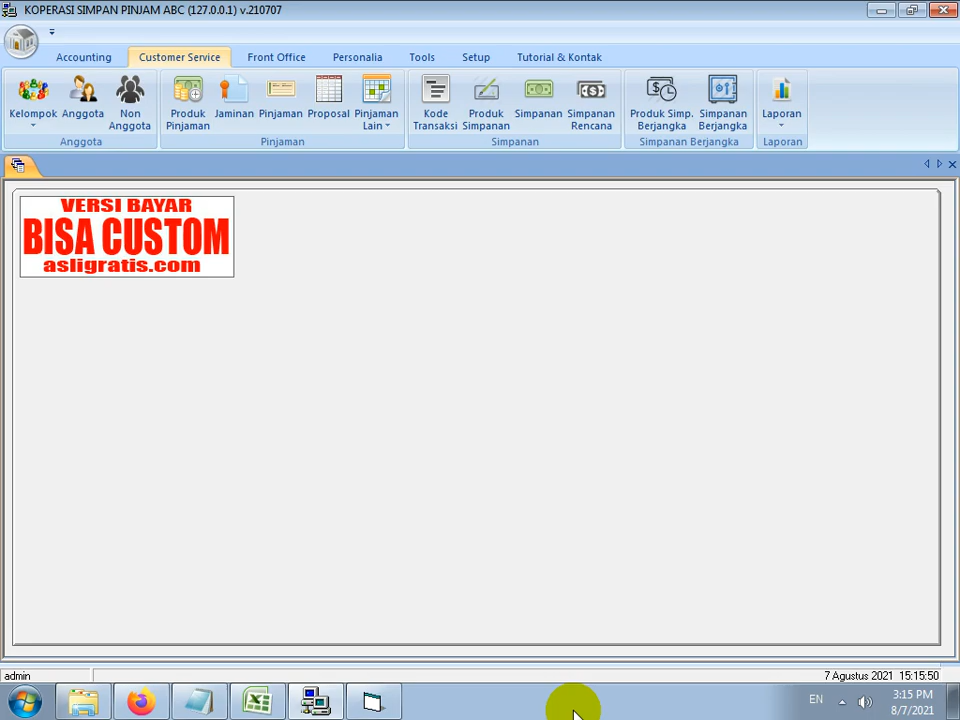 KOPERASI SIMPAN PINJAM ABC (127.0.0.1) v.210707
Accounting
Customer Service
Front Office
Personalia
Tools
Setup
Tutorial & Kontak
Kelompok
Anggota
Non
Anggota
Produk
Pinjaman
Jaminan
Pinjaman
Proposal
Pinjaman
Lain
Kode
Transaksi
Produk
Simpanan
Simpanan
Simpanan
Rencana
Produk Simp.
Berjangka
Simpanan
Berjangka
Laporan
Anggota
Pinjaman
Simpanan
Simpanan Berjangka
Laporan
VERSI BAYAR
BISA CUSTOM
asligratis.com
admin
7 Agustus 2021 15:15:50
EN
3:15 PM
8/7/2021